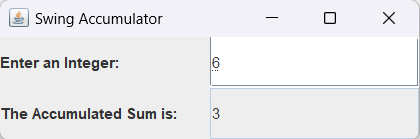 Swing Accumulator
Enter an Integer: 6
The Accumulated Sum is: 3